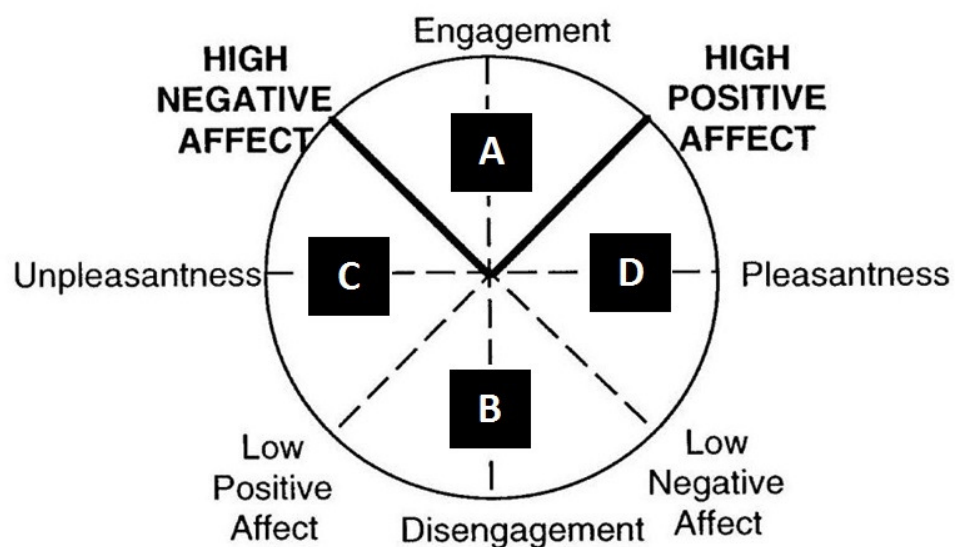 Engagement
HIGH
NEGATIVE
AFFECT
HIGH
POSITIVE
AFFECT
A
Unpleasantness
C
D
Pleasantness
B
Low
Positive
Affect
Low
Negative
Affect
Disengagement